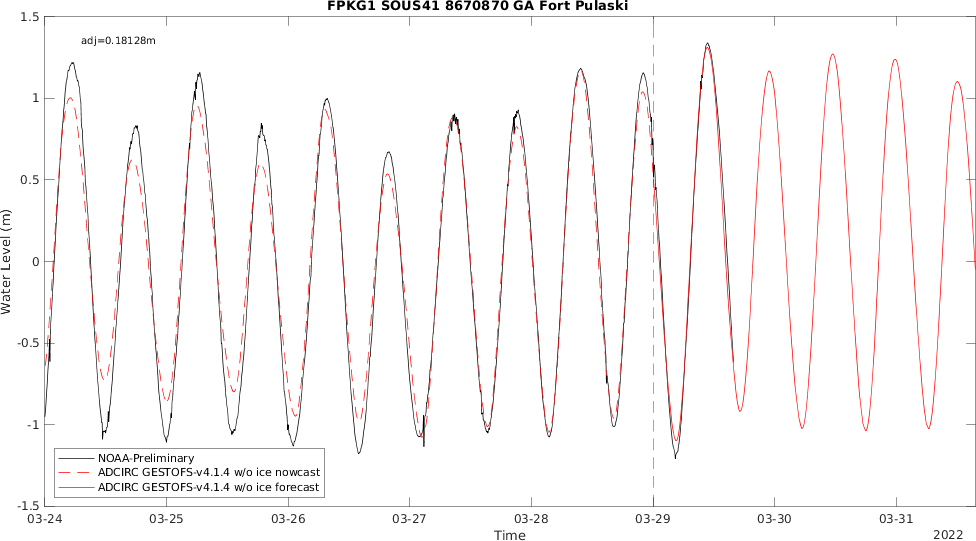 FPKG1 SOUS41 8670870 GA Fort Pulaski
1.5
adj=0.18128m
1
0.5
0
Water Level (m)
-0.5
-1
-1.5
NOAA-Preliminary
ADCIRC GESTOFS-v4.1.4 w/o ice nowcast
ADCIRC GESTOFS-v4.1.4 w/o ice forecast
03-24 03-25 03-26 03-27 03-28 03-29 03-30 03-31
Time
2022